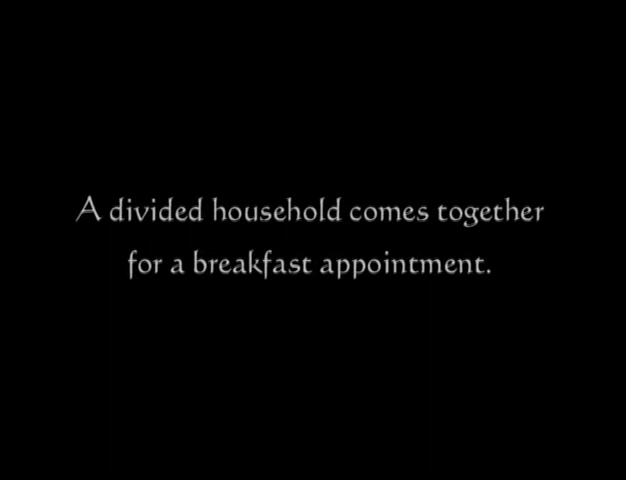 A divided household comes together
for a breakfast appointment.